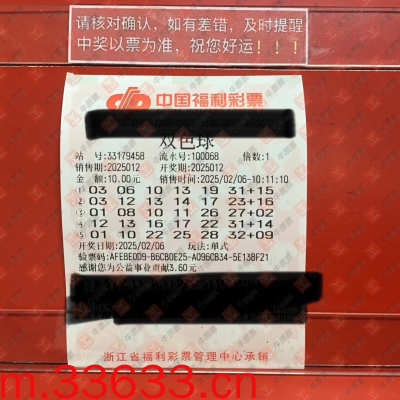 请核对确认,如有差错,及时提醒
中奖以票为准,祝您好运!!!
中国福利彩票
双色球
站 号:33179458 流水号:100068 倍数:1
销售期:2025012 开奖期:2025012
金 额:10.00元 销售时间:2025/02/06-10:11:10
① 03 06 10 13 19 31+15
② 03 12 13 14 17 23+16
③ 01 08 10 11 26 27+02
④ 12 13 16 17 22 31+14
⑤ 01 10 22 25 28 32+09
开奖日期:2025/02/06 玩法:单式
验票码:AFEBE0D9-B6CB0E25-A096CB34-5E13BF21
感谢您为公益事业贡献3.60元
浙江省福利彩票管理中心承销
m.33633.cn